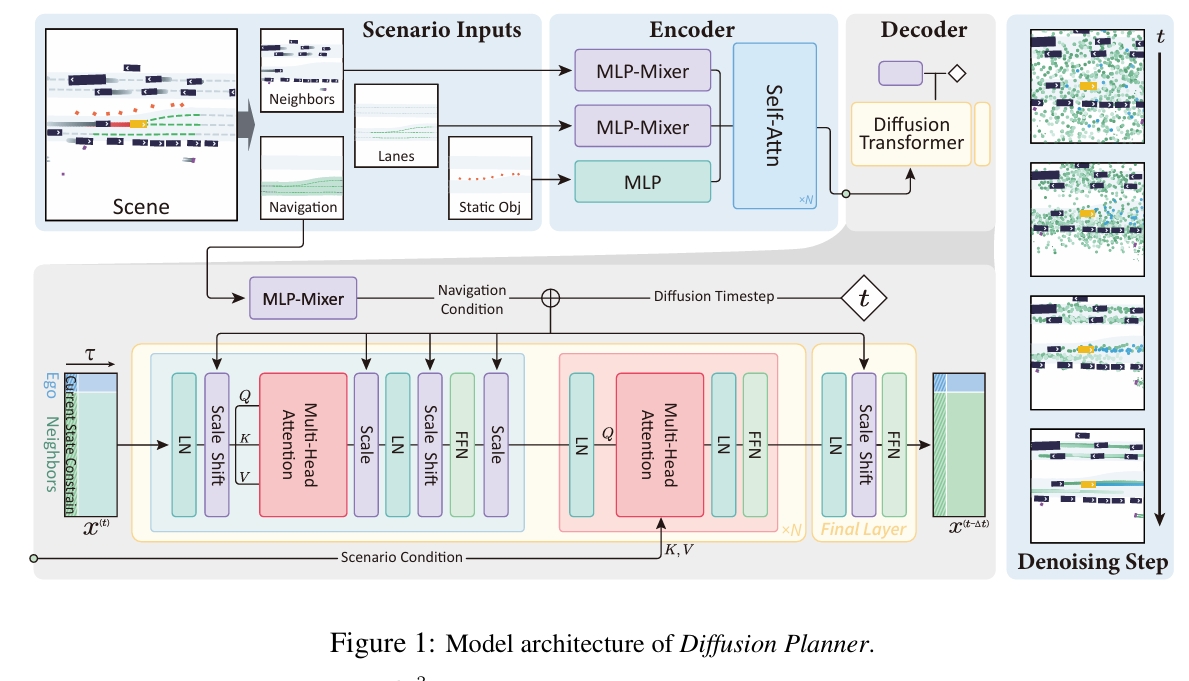 Scenario Inputs
Encoder
Decoder
t
Scene
Neighbors
Navigation
Lanes
Static Obj
MLP-Mixer
MLP-Mixer
MLP
Self-Attn
×N
Diffusion
Transformer
MLP-Mixer
Navigation
Condition
Diffusion Timestep
t
τ
Ego
Neighbors
Current State Constrain
x(t)
LN
Scale Shift
Q
K
V
Multi-Head
Attention
Scale
LN
Scale Shift
FFN
Scale
LN
Q
Multi-Head
Attention
LN
FFN
×N
LN
Scale Shift
FFN
Final Layer
x(t-Δt)
Scenario Condition
K, V
Denoising Step
Figure 1: Model architecture of Diffusion Planner.
2